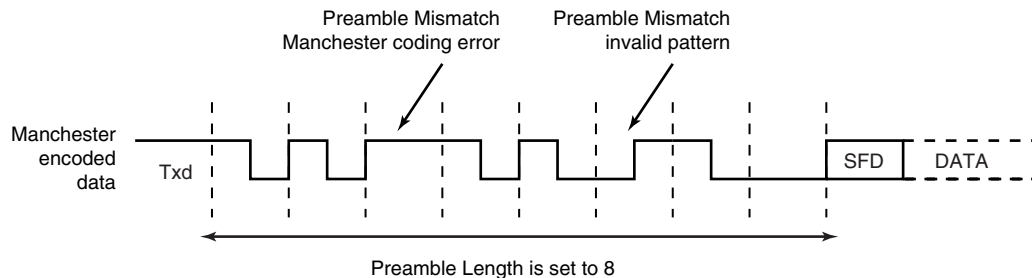 Preamble Mismatch
Manchester coding error
Preamble Mismatch
invalid pattern
Manchester
encoded
data
Txd
SFD
DATA
Preamble Length is set to 8